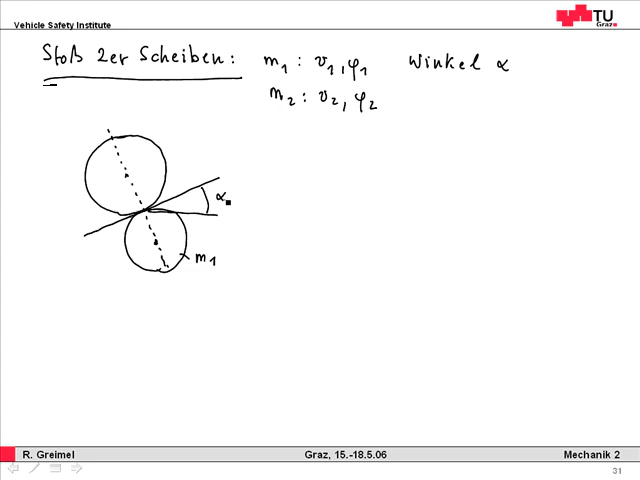 Vehicle Safety Institute
TU
Graz
Stoß 2er Scheiben: m1 : v1, φ1 Winkel α
m2 : v2, φ2
α
m1
R. Greimel Graz, 15.-18.5.06 Mechanik 2
31